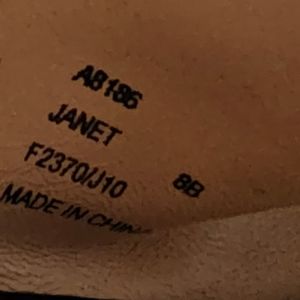 A8186
JANET
F2370/J10 8B
MADE IN CHINA